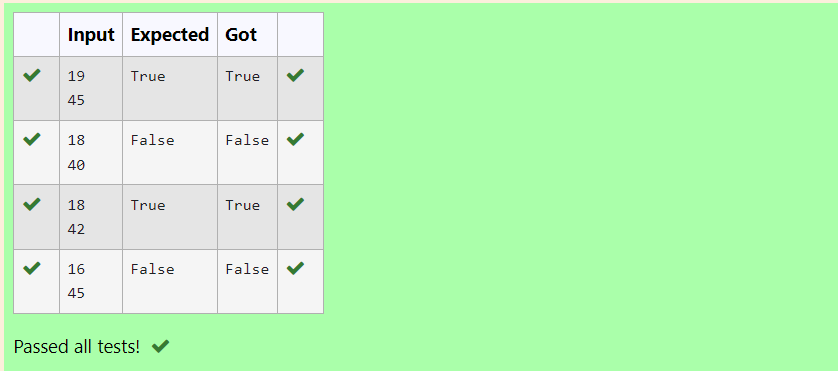 Input Expected Got
19 True True
45
18 False False
40
18 True True
42
16 False False
45
Passed all tests!